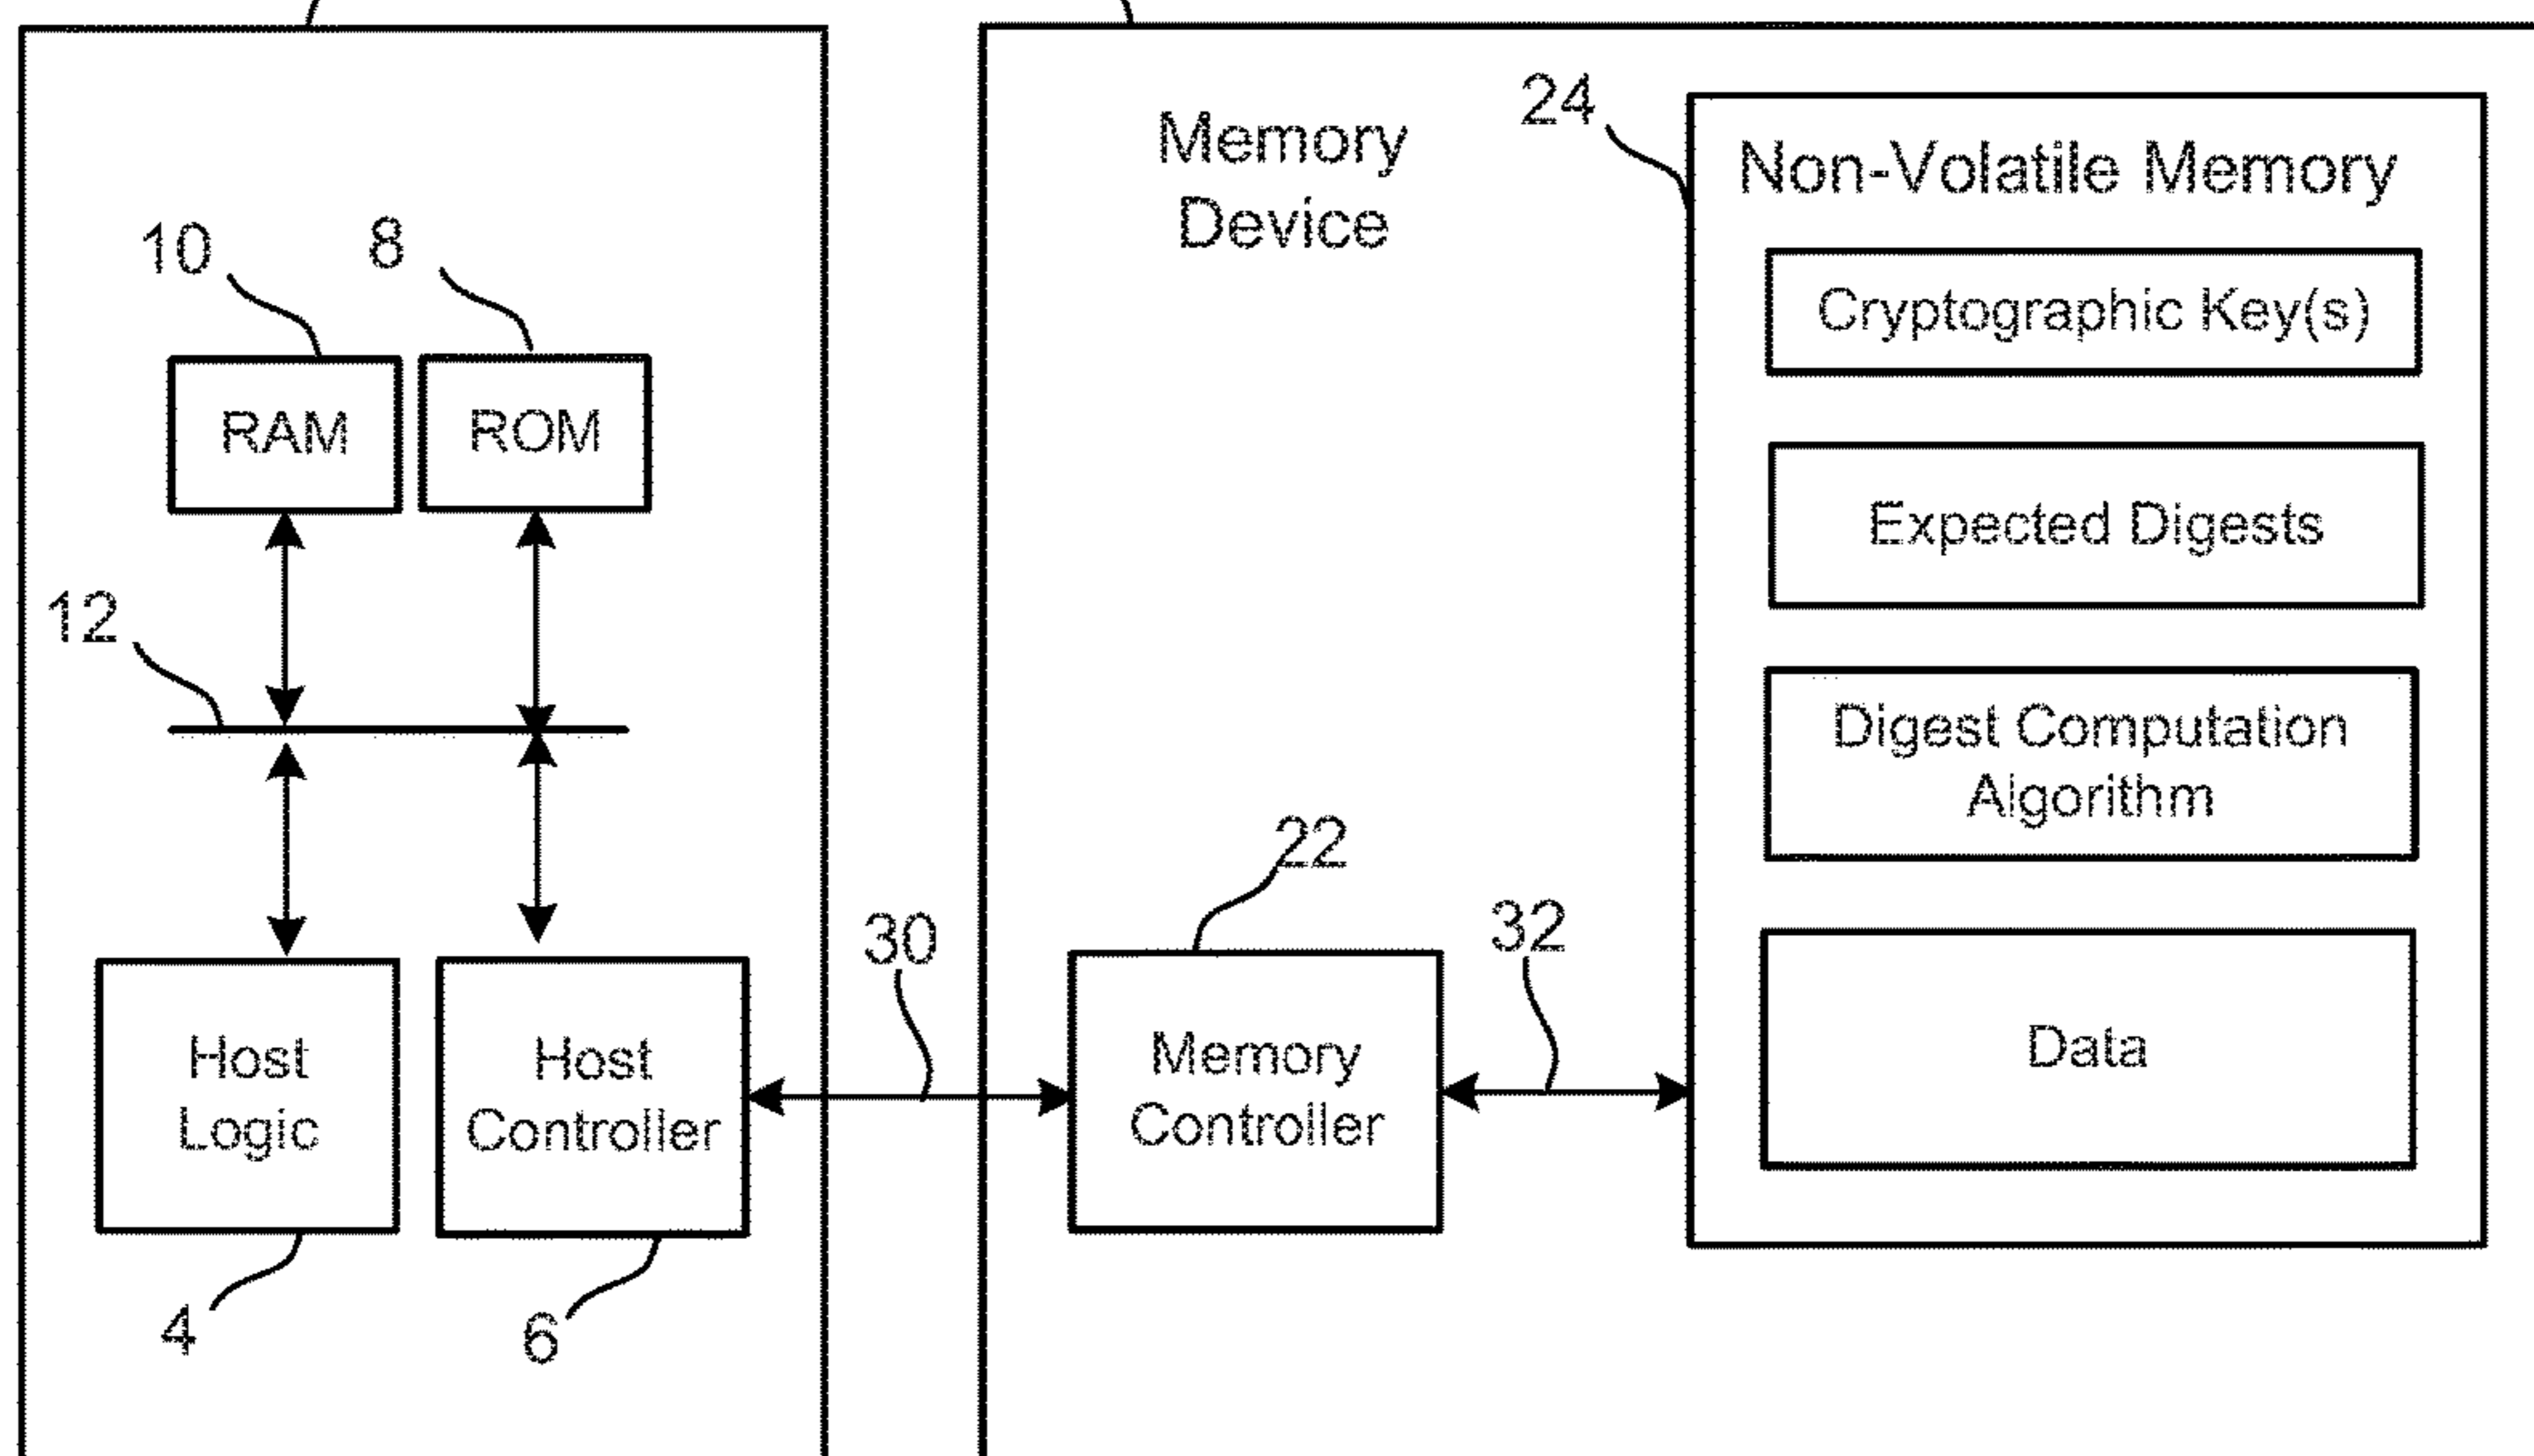 Memory
Device
24
Non-Volatile Memory
Cryptographic Key(s)
10
8
RAM
ROM
Expected Digests
12
Digest Computation
Algorithm
22
30
32
Host
Logic
Host
Controller
Memory
Controller
Data
4
6